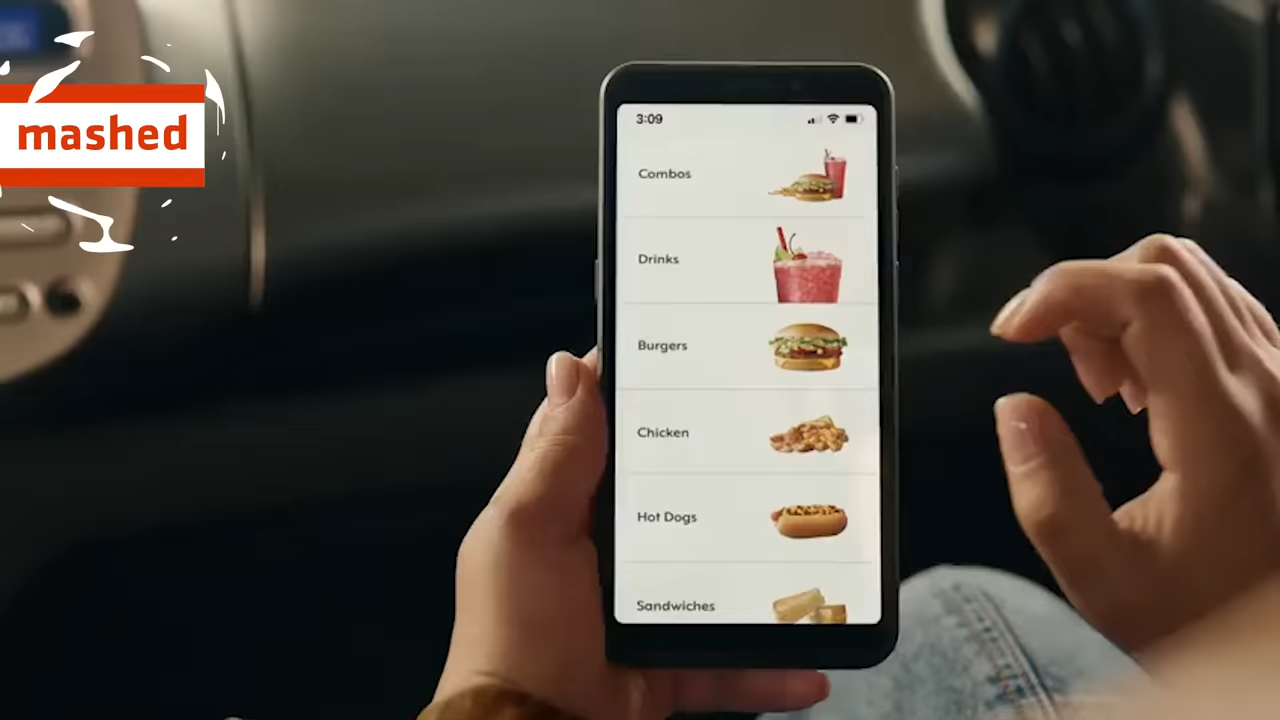 mashed
3:09
Combos
Drinks
Burgers
Chicken
Hot Dogs
Sandwiches